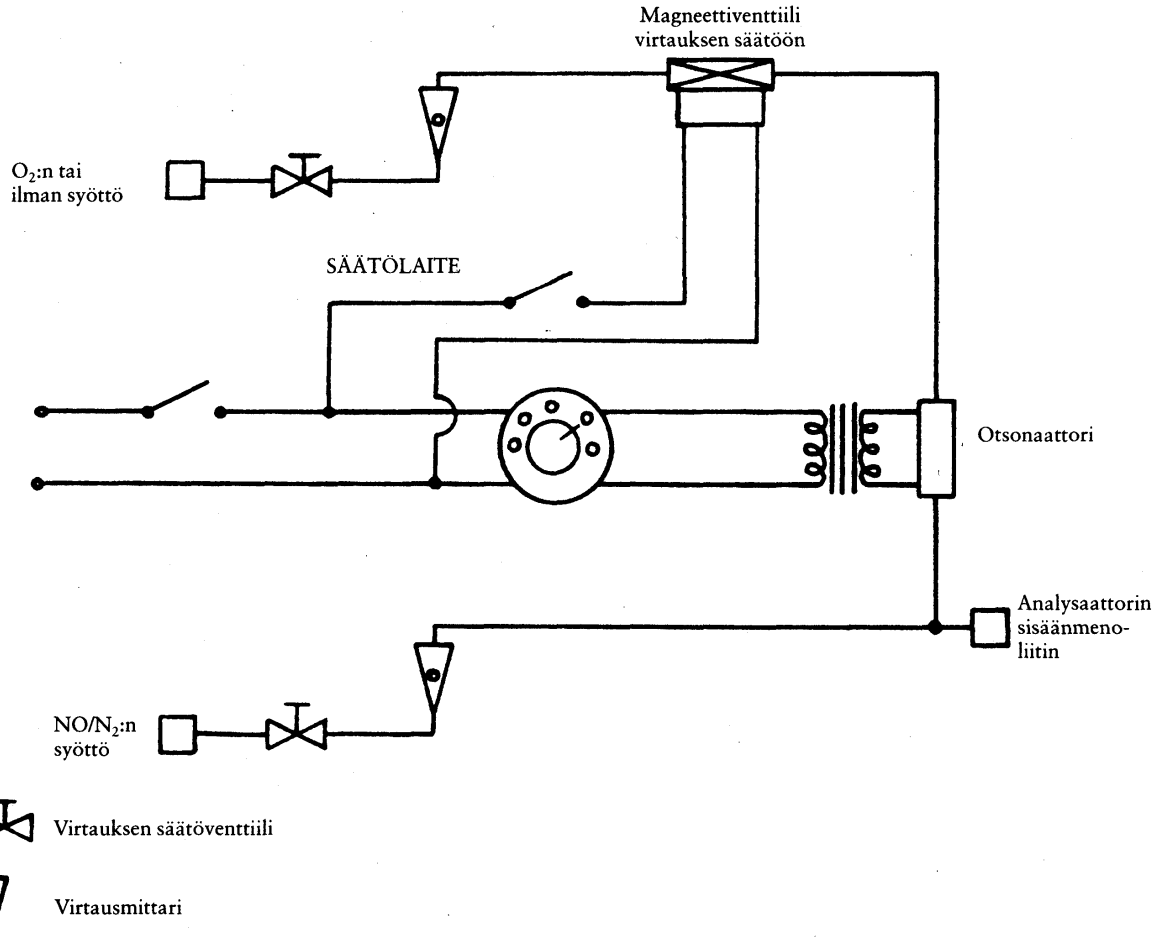 Magneettiventtiili
virtauksen säätöön
O₂:n tai
ilman syöttö
SÄÄTÖLAITE
Otsonaattori
Analysaattorin
sisäänmeno-
liitin
NO/N₂:n
syöttö
Virtauksen säätöventtiili
Virtausmittari